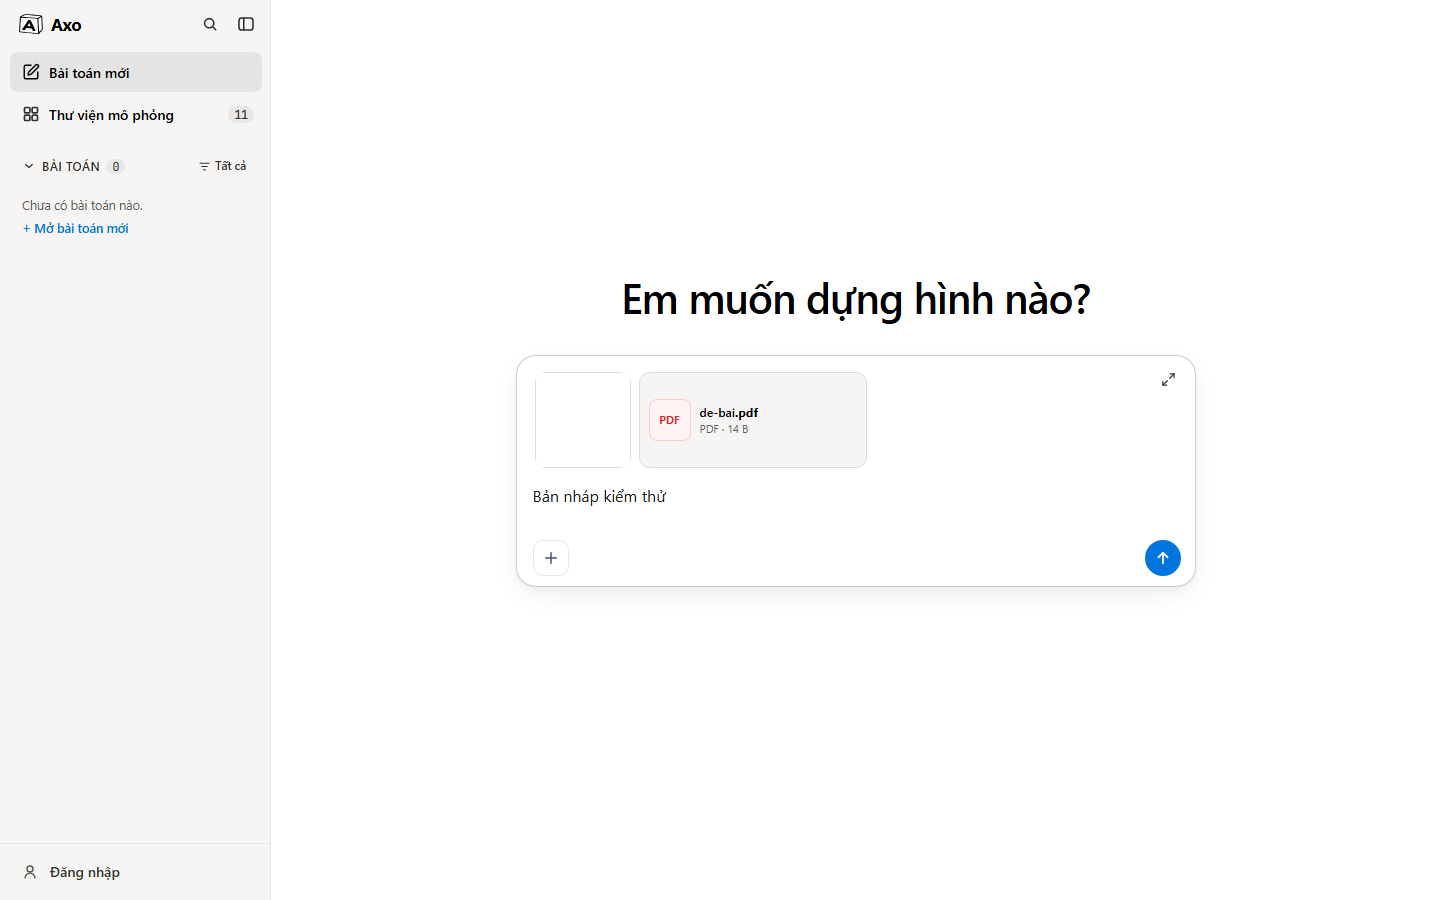 Axo
Bài toán mới
Thư viện mô phỏng 11
BÀI TOÁN 0 Tất cả
Chưa có bài toán nào.
+ Mở bài toán mới
Em muốn dựng hình nào?
PDF
de-bai.pdf
PDF · 14 B
Bản nháp kiểm thử
Đăng nhập